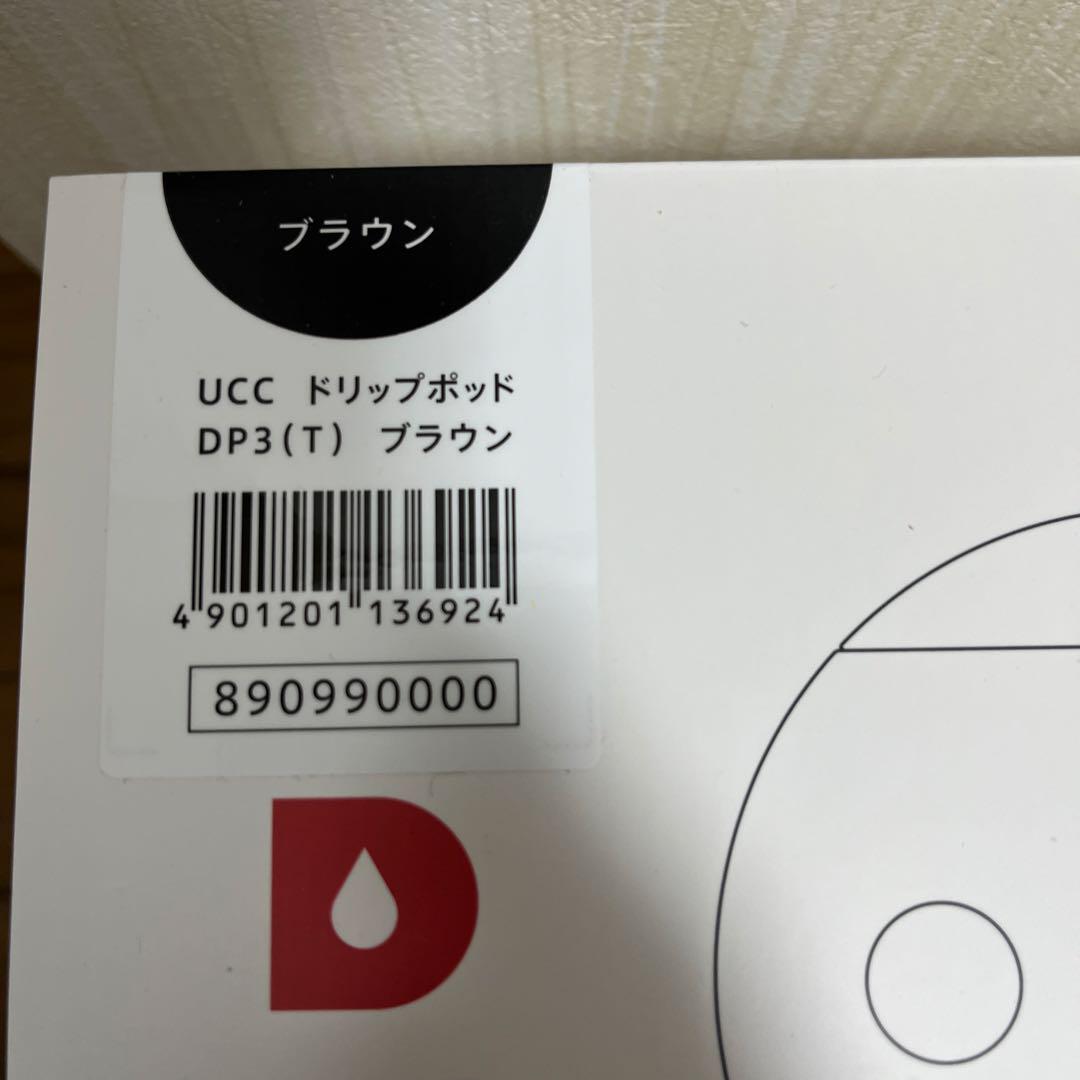 ブラウン
UCC ドリップポッド
DP3(T) ブラウン
4 901201 136924
890990000